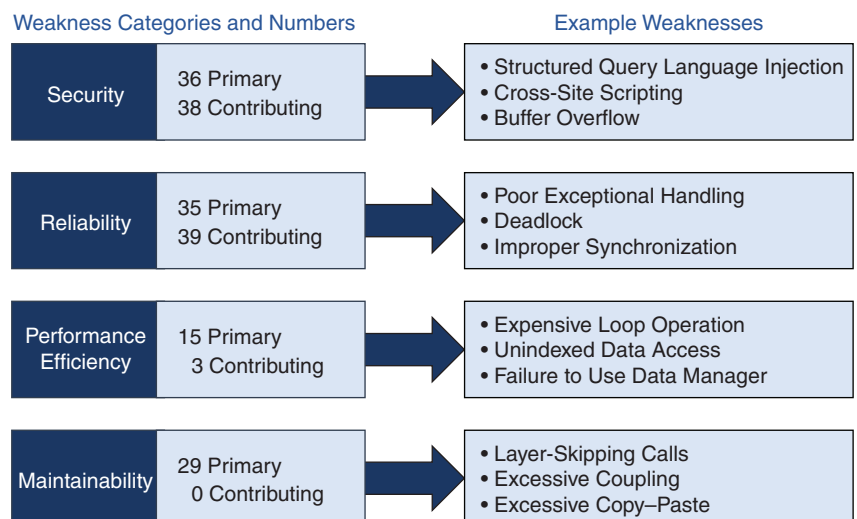 Weakness Categories and Numbers
Example Weaknesses
Security
36 Primary
38 Contributing
• Structured Query Language Injection
• Cross-Site Scripting
• Buffer Overflow
Reliability
35 Primary
39 Contributing
• Poor Exceptional Handling
• Deadlock
• Improper Synchronization
Performance
Efficiency
15 Primary
3 Contributing
• Expensive Loop Operation
• Unindexed Data Access
• Failure to Use Data Manager
Maintainability
29 Primary
0 Contributing
• Layer-Skipping Calls
• Excessive Coupling
• Excessive Copy–Paste